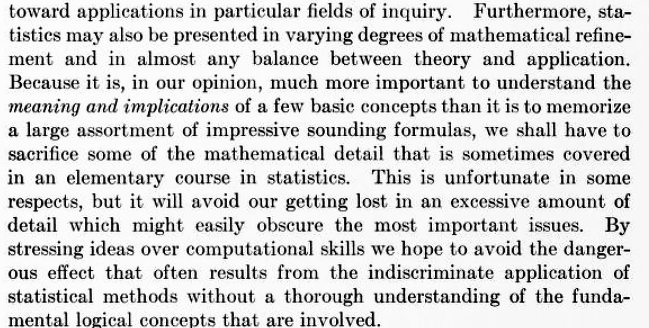 toward applications in particular fields of inquiry. Furthermore, sta-
tistics may also be presented in varying degrees of mathematical refine-
ment and in almost any balance between theory and application.
Because it is, in our opinion, much more important to understand the
meaning and implications of a few basic concepts than it is to memorize
a large assortment of impressive sounding formulas, we shall have to
sacrifice some of the mathematical detail that is sometimes covered
in an elementary course in statistics. This is unfortunate in some
respects, but it will avoid our getting lost in an excessive amount of
detail which might easily obscure the most important issues. By
stressing ideas over computational skills we hope to avoid the danger-
ous effect that often results from the indiscriminate application of
statistical methods without a thorough understanding of the funda-
mental logical concepts that are involved.